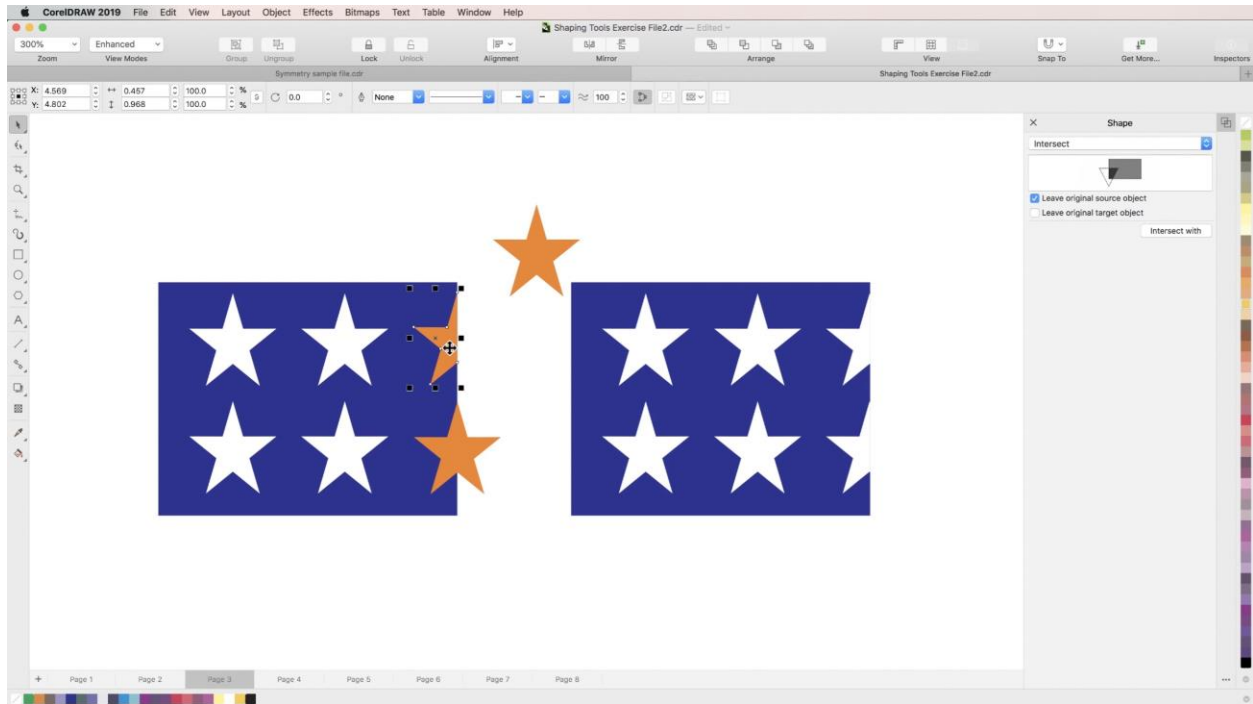 CorelDRAW 2019 File Edit View Layout Object Effects Bitmaps Text Table Window Help
Shaping Tools Exercise File2.cdr — Edited
300% Enhanced
Zoom View Modes Group Ungroup Lock Unlock Alignment Mirror Arrange View Snap To Get More... Inspectors
Symmetry sample file.cdr Shaping Tools Exercise File2.cdr
X: 4.569 0.457 100.0 % 0.0 ° None 100
Y: 4.802 0.968 100.0 %
Shape
Intersect
Leave original source object
Leave original target object
Intersect with
+ Page 1 Page 2 Page 3 Page 4 Page 5 Page 6 Page 7 Page 8